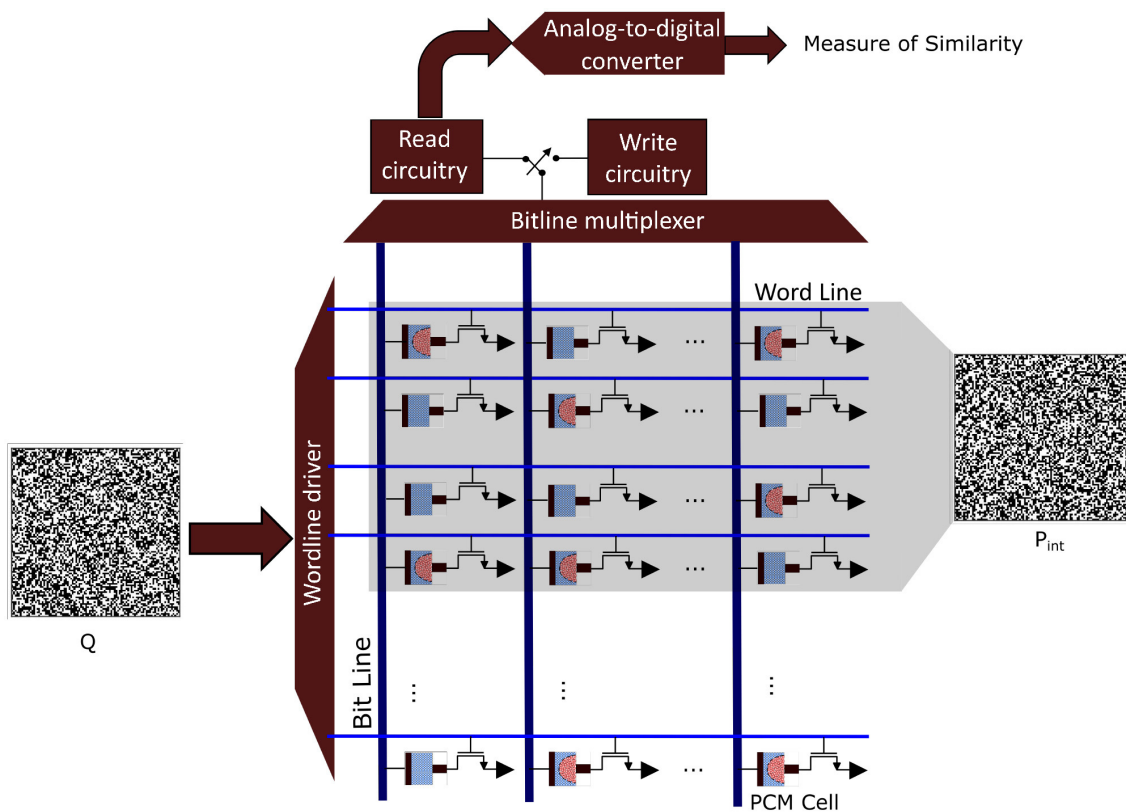 Analog-to-digital
converter
Measure of Similarity
Read
circuitry
Write
circuitry
Bitline multiplexer
Word Line
...
...
...
...
Wordline driver
Q
P_int
Bit Line
...
...
...
...
PCM Cell